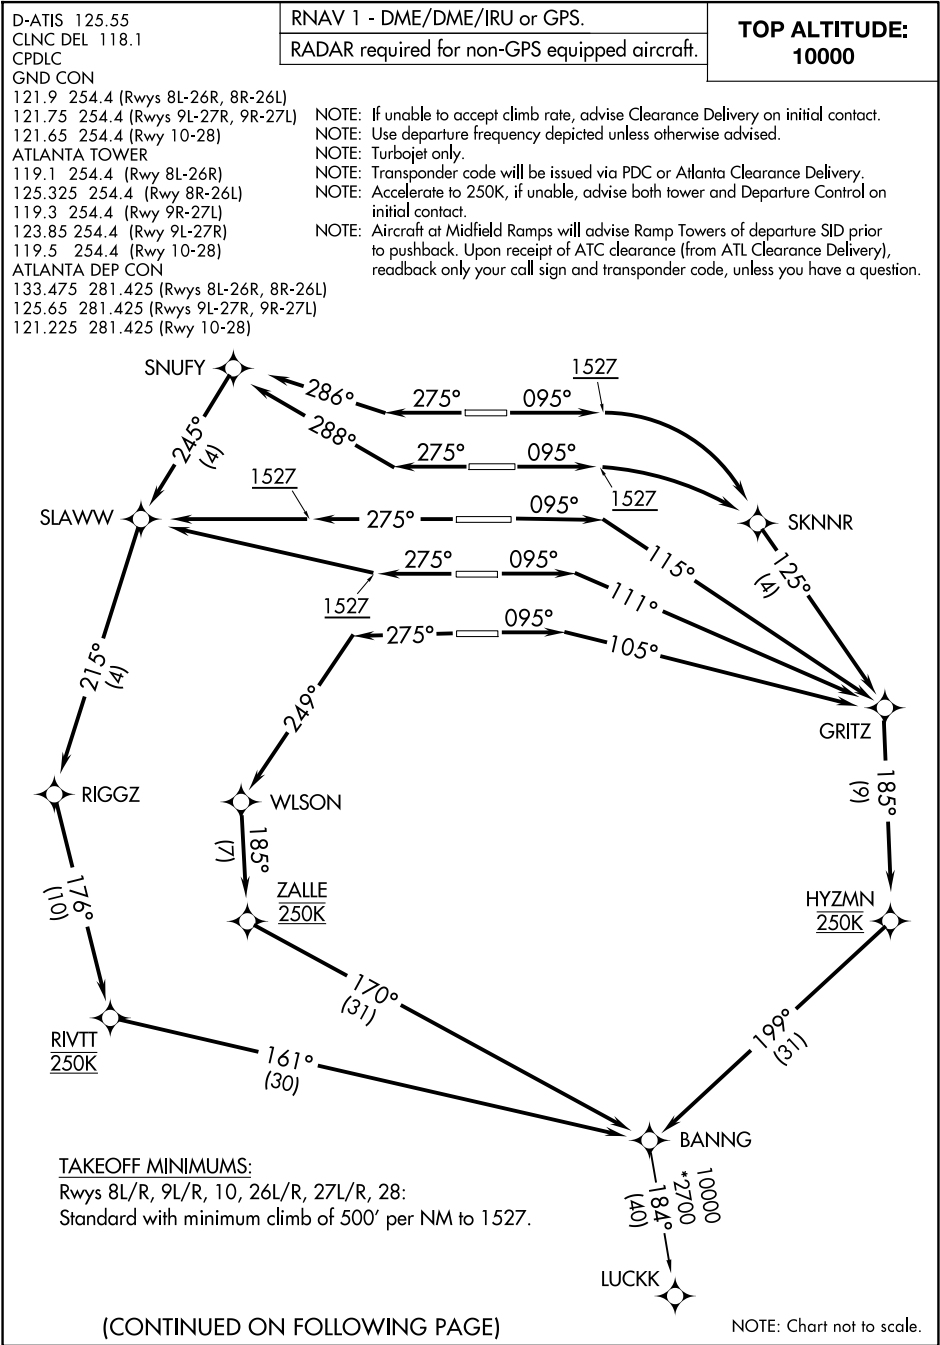 D-ATIS 125.55
CLNC DEL 118.1
CPDLC
GND CON
121.9 254.4 (Rwys 8L-26R, 8R-26L)
121.75 254.4 (Rwys 9L-27R, 9R-27L)
121.65 254.4 (Rwy 10-28)
ATLANTA TOWER
119.1 254.4 (Rwy 8L-26R)
125.325 254.4 (Rwy 8R-26L)
119.3 254.4 (Rwy 9R-27L)
123.85 254.4 (Rwy 9L-27R)
119.5 254.4 (Rwy 10-28)
ATLANTA DEP CON
133.475 281.425 (Rwys 8L-26R, 8R-26L)
125.65 281.425 (Rwys 9L-27R, 9R-27L)
121.225 281.425 (Rwy 10-28)
RNAV 1 - DME/DME/IRU or GPS.
RADAR required for non-GPS equipped aircraft.
TOP ALTITUDE:
10000
NOTE: If unable to accept climb rate, advise Clearance Delivery on initial contact.
NOTE: Use departure frequency depicted unless otherwise advised.
NOTE: Turbojet only.
NOTE: Transponder code will be issued via PDC or Atlanta Clearance Delivery.
NOTE: Accelerate to 250K, if unable, advise both tower and Departure Control on
initial contact.
NOTE: Aircraft at Midfield Ramps will advise Ramp Towers of departure SID prior
to pushback. Upon receipt of ATC clearance (from ATL Clearance Delivery),
readback only your call sign and transponder code, unless you have a question.
SNUFY
286°
275°
095°
1527
288°
275°
095°
1527
245°
(4)
1527
SLAWW
275°
095°
SKNNR
115°
125°
(4)
275°
095°
1527
111°
275°
095°
105°
215°
(4)
249°
GRITZ
RIGGZ
WLSON
185°
(9)
185°
(7)
176°
(10)
ZALLE
250K
HYZMN
250K
170°
(31)
199°
(31)
RIVTT
250K
161°
(30)
BANNG
10000
*2700
184°
(40)
LUCKK
TAKEOFF MINIMUMS:
Rwys 8L/R, 9L/R, 10, 26L/R, 27L/R, 28:
Standard with minimum climb of 500' per NM to 1527.
(CONTINUED ON FOLLOWING PAGE)
NOTE: Chart not to scale.